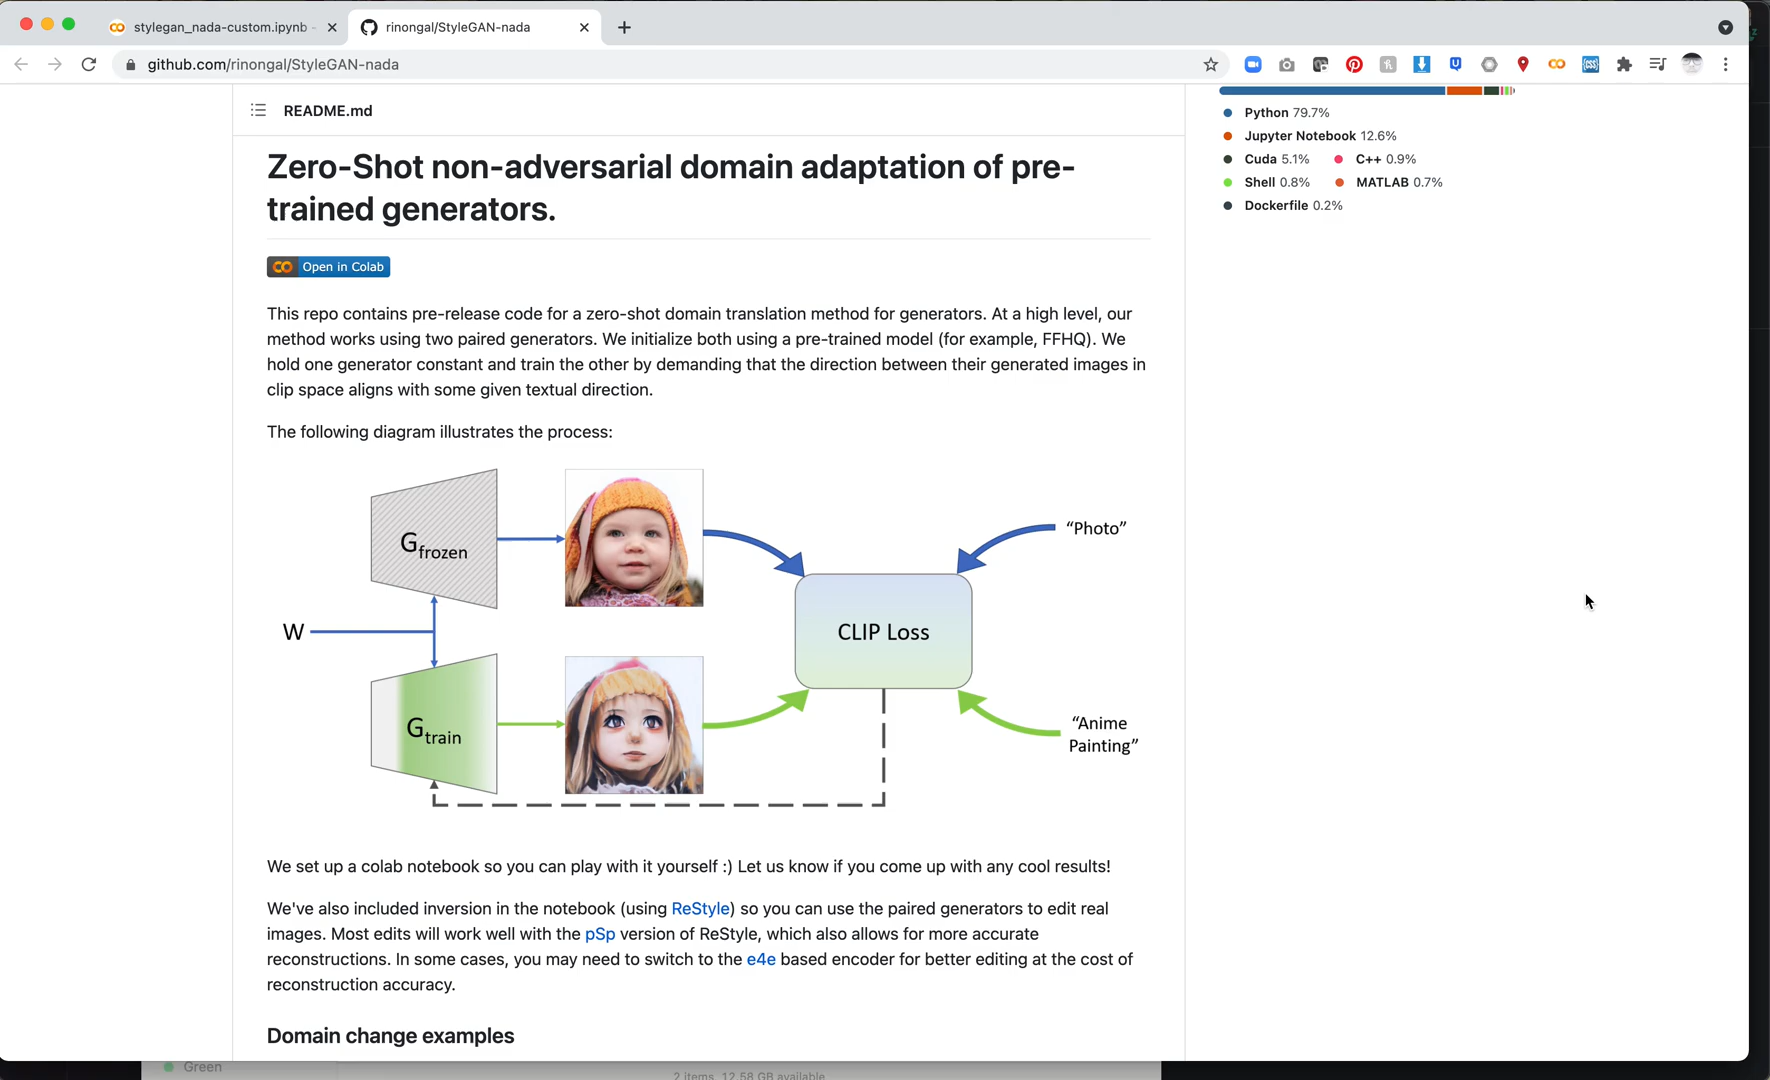 stylegan_nada-custom.ipynb -
rinongal/StyleGAN-nada
github.com/rinongal/StyleGAN-nada
README.md
Python 79.7%
Jupyter Notebook 12.6%
Cuda 5.1% C++ 0.9%
Shell 0.8% MATLAB 0.7%
Dockerfile 0.2%
Zero-Shot non-adversarial domain adaptation of pre-
trained generators.
Open in Colab
This repo contains pre-release code for a zero-shot domain translation method for generators. At a high level, our
method works using two paired generators. We initialize both using a pre-trained model (for example, FFHQ). We
hold one generator constant and train the other by demanding that the direction between their generated images in
clip space aligns with some given textual direction.
The following diagram illustrates the process:
Gfrozen
“Photo”
W
CLIP Loss
Gtrain
“Anime
Painting”
We set up a colab notebook so you can play with it yourself :) Let us know if you come up with any cool results!
We've also included inversion in the notebook (using ReStyle) so you can use the paired generators to edit real
images. Most edits will work well with the pSp version of ReStyle, which also allows for more accurate
reconstructions. In some cases, you may need to switch to the e4e based encoder for better editing at the cost of
reconstruction accuracy.
Domain change examples
Green
2 items, 12.58 GB available